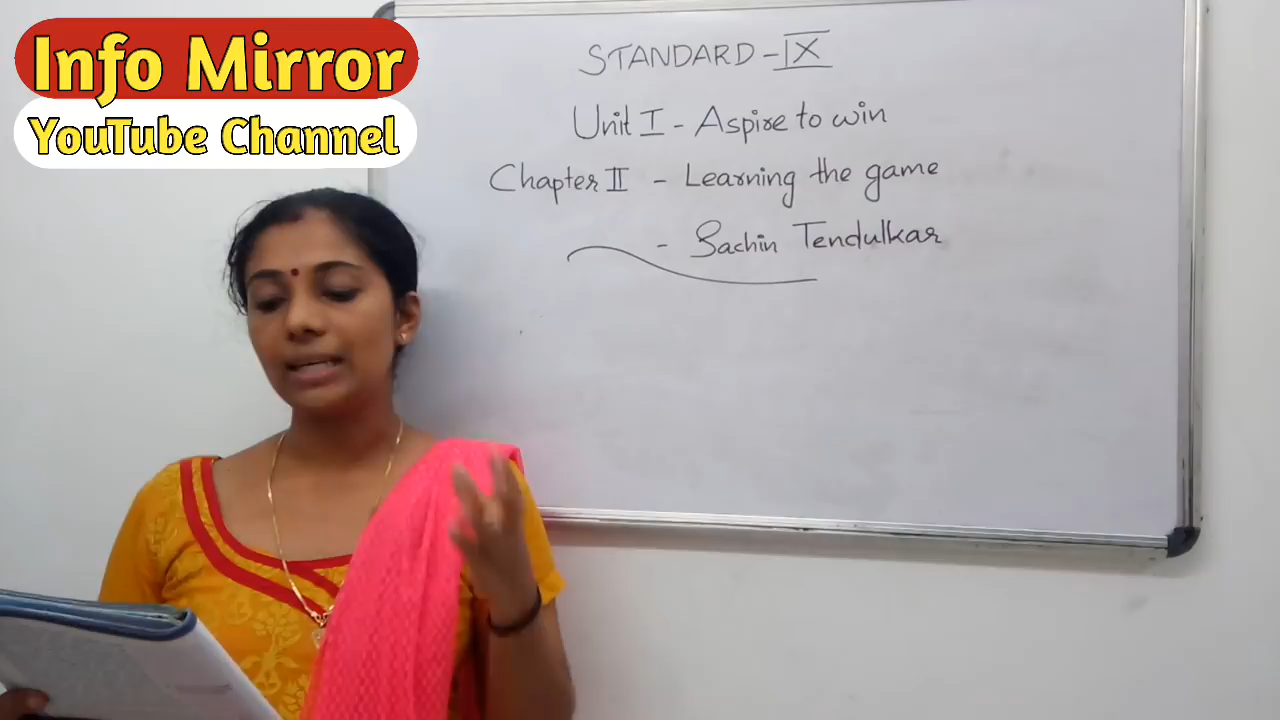 Info Mirror
YouTube Channel
STANDARD - IX
Unit I - Aspire to win
Chapter II - Learning the game
- Sachin Tendulkar